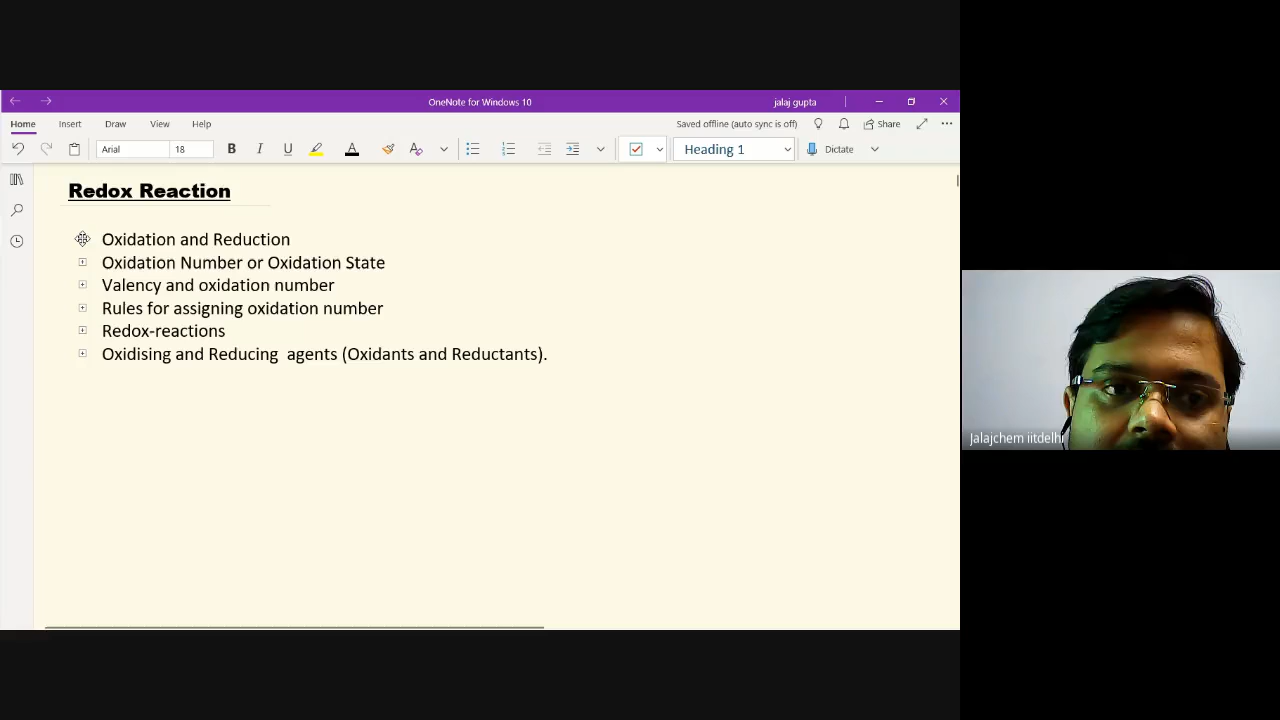 OneNote for Windows 10
jalaj gupta
Home Insert Draw View Help
Saved offline (auto sync is off)
Share
Arial 18 B I U A
Heading 1
Dictate
Redox Reaction
Oxidation and Reduction
Oxidation Number or Oxidation State
Valency and oxidation number
Rules for assigning oxidation number
Redox-reactions
Oxidising and Reducing agents (Oxidants and Reductants).
Jalajchem iitdelhi